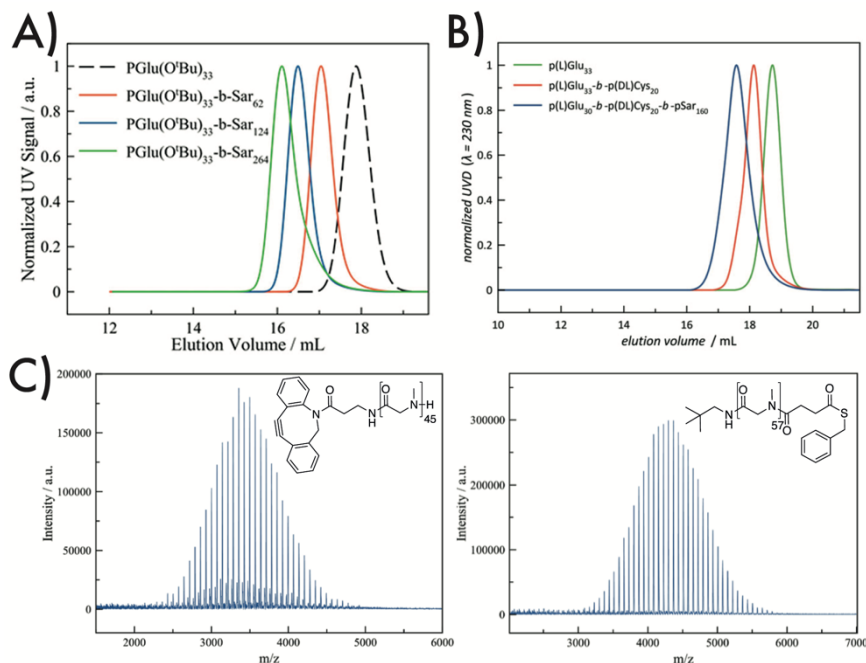 A)
PGlu(OᵗBu)₃₃
PGlu(OᵗBu)₃₃-b-Sar₆₂
PGlu(OᵗBu)₃₃-b-Sar₁₂₄
PGlu(OᵗBu)₃₃-b-Sar₂₆₄
Normalized UV Signal / a.u.
1
0.8
0.6
0.4
0.2
0
12
14
16
18
Elution Volume / mL
B)
p(L)Glu₃₃
p(L)Glu₃₃-b-p(DL)Cys₂₀
p(L)Glu₃₀-b-p(DL)Cys₂₀-b-pSar₁₆₀
normalized UVD (λ = 230 nm)
1
0.8
0.6
0.4
0.2
0
10
12
14
16
18
20
elution volume / mL
C)
Intensity / a.u.
200000
150000
100000
50000
0
2000
3000
4000
5000
6000
m/z
O
N
NH
O
N
H
45
Intensity / a.u.
300000
200000
100000
0
3000
4000
5000
6000
7000
m/z
HN
O
N
57
O
O
S